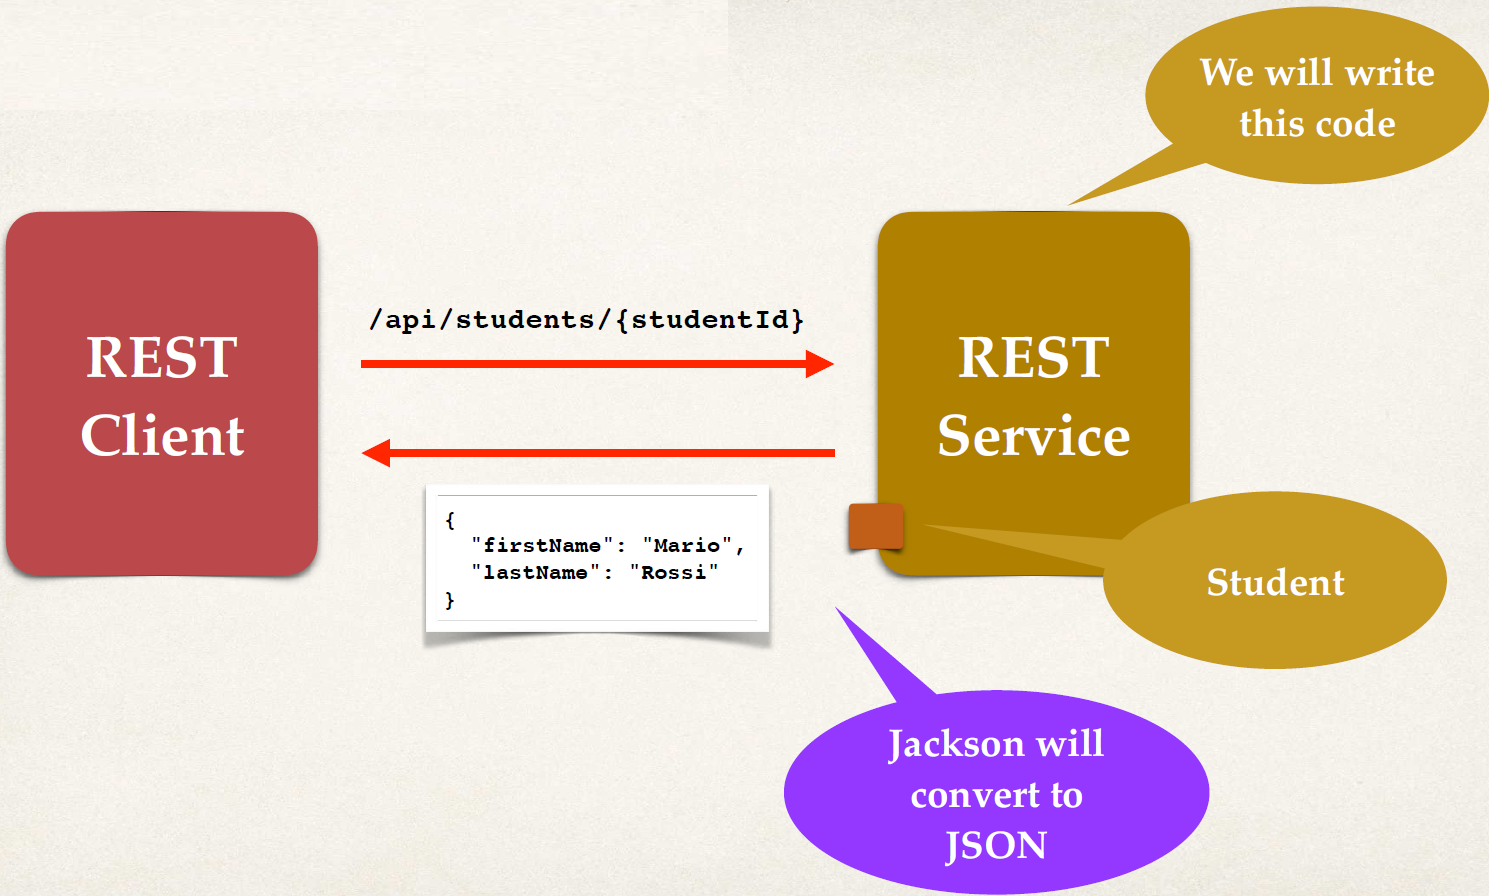 We will write
this code
REST
Client
/api/students/{studentId}
REST
Service
{
"firstName": "Mario",
"lastName": "Rossi"
}
Student
Jackson will
convert to
JSON